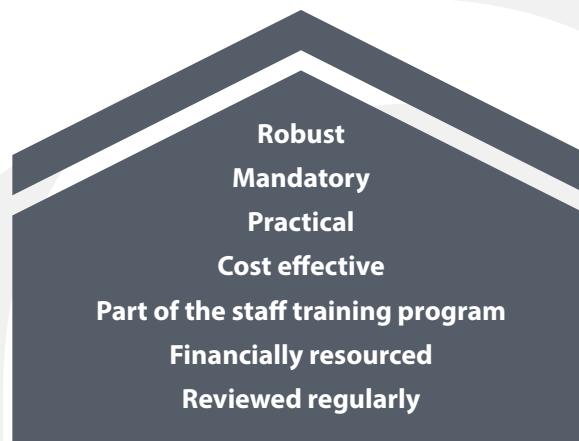 Robust
Mandatory
Practical
Cost effective
Part of the staff training program
Financially resourced
Reviewed regularly